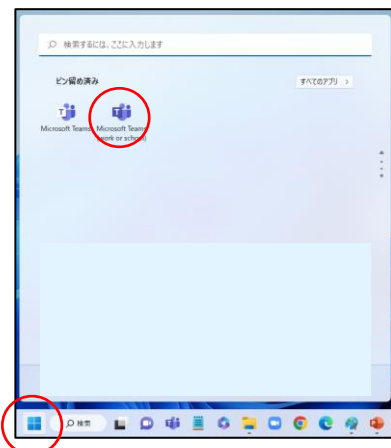 検索するには、ここに入力します
ピン留め済み
すべてのアプリ >
Microsoft Teams
Microsoft Teams
(work or school)
検索